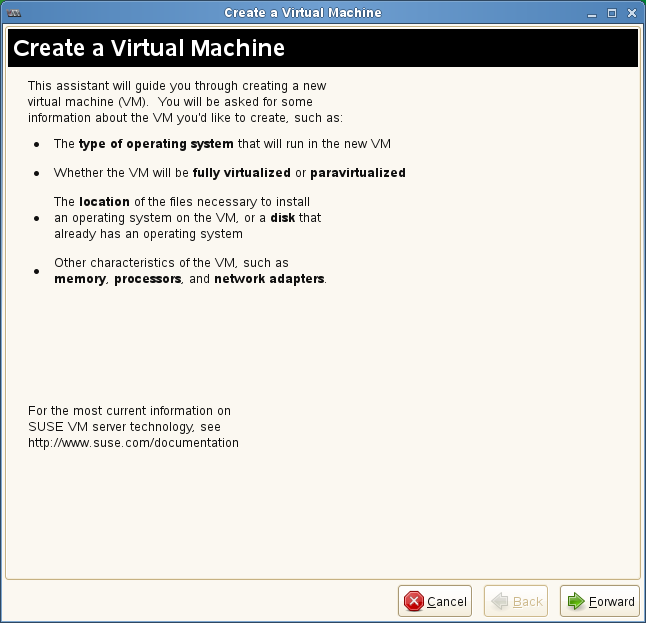 Create a Virtual Machine
Create a Virtual Machine
This assistant will guide you through creating a new
virtual machine (VM).  You will be asked for some
information about the VM you'd like to create, such as:
• The type of operating system that will run in the new VM
• Whether the VM will be fully virtualized or paravirtualized
The location of the files necessary to install
• an operating system on the VM, or a disk that
already has an operating system
Other characteristics of the VM, such as
• memory, processors, and network adapters.
For the most current information on
SUSE VM server technology, see
http://www.suse.com/documentation
Cancel Back Forward